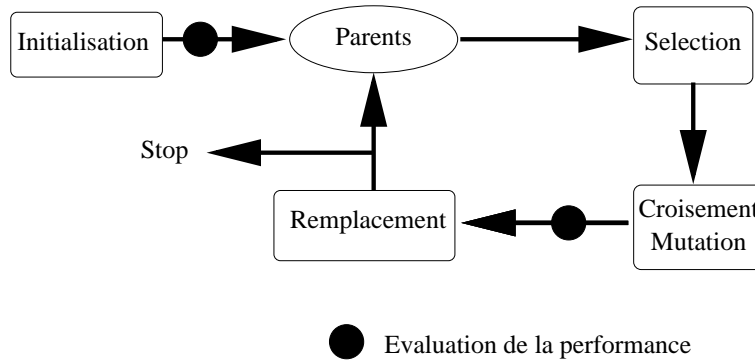 Initialisation
Parents
Selection
Stop
Remplacement
Croisement
Mutation
Evaluation de la performance